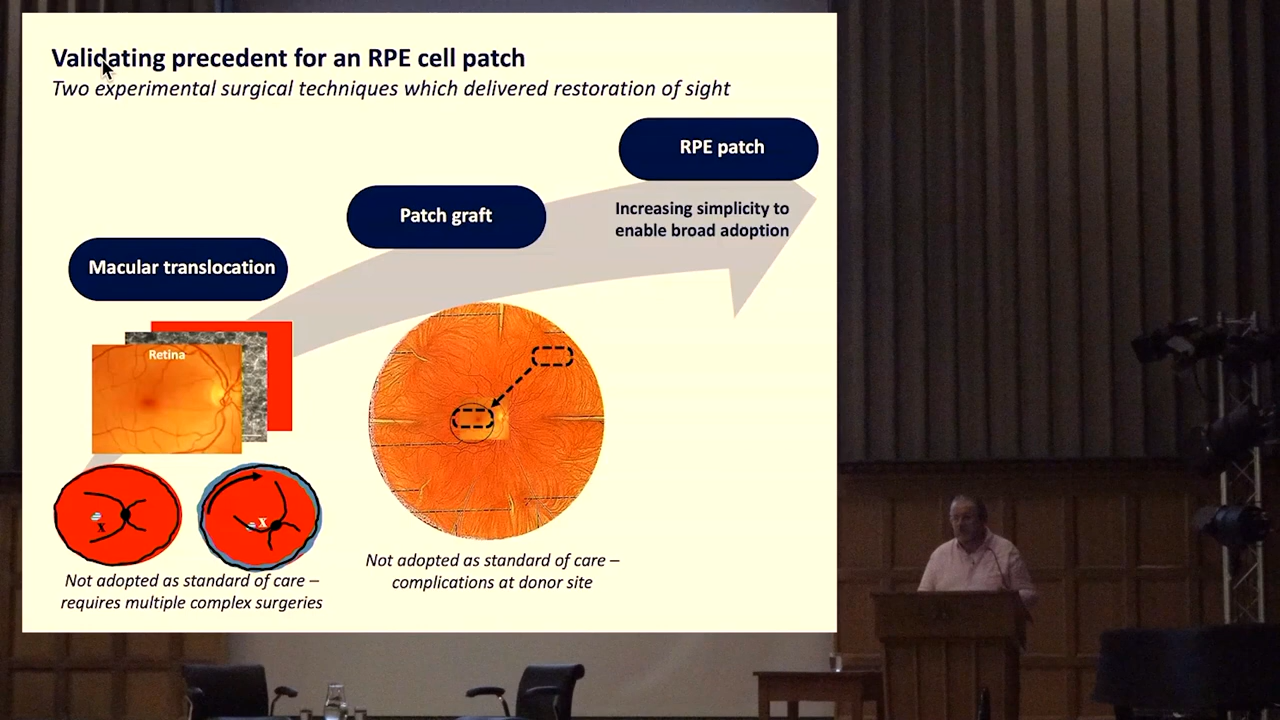 Validating precedent for an RPE cell patch
Two experimental surgical techniques which delivered restoration of sight
RPE patch
Increasing simplicity to
enable broad adoption
Patch graft
Macular translocation
Retina
X
X
Not adopted as standard of care –
requires multiple complex surgeries
Not adopted as standard of care –
complications at donor site